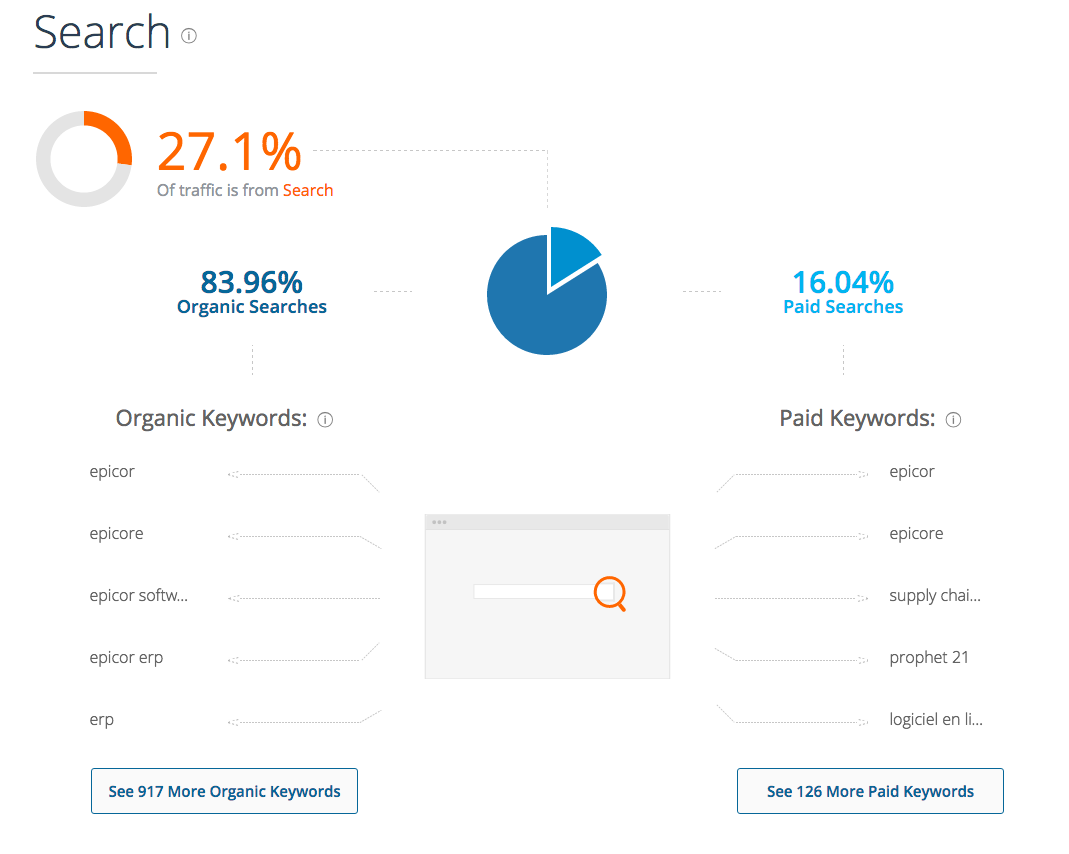 Search
27.1%
Of traffic is from Search
83.96%
Organic Searches
16.04%
Paid Searches
Organic Keywords:
epicor
epicore
epicor softw...
epicor erp
erp
See 917 More Organic Keywords
Paid Keywords:
epicor
epicore
supply chai...
prophet 21
logiciel en li...
See 126 More Paid Keywords